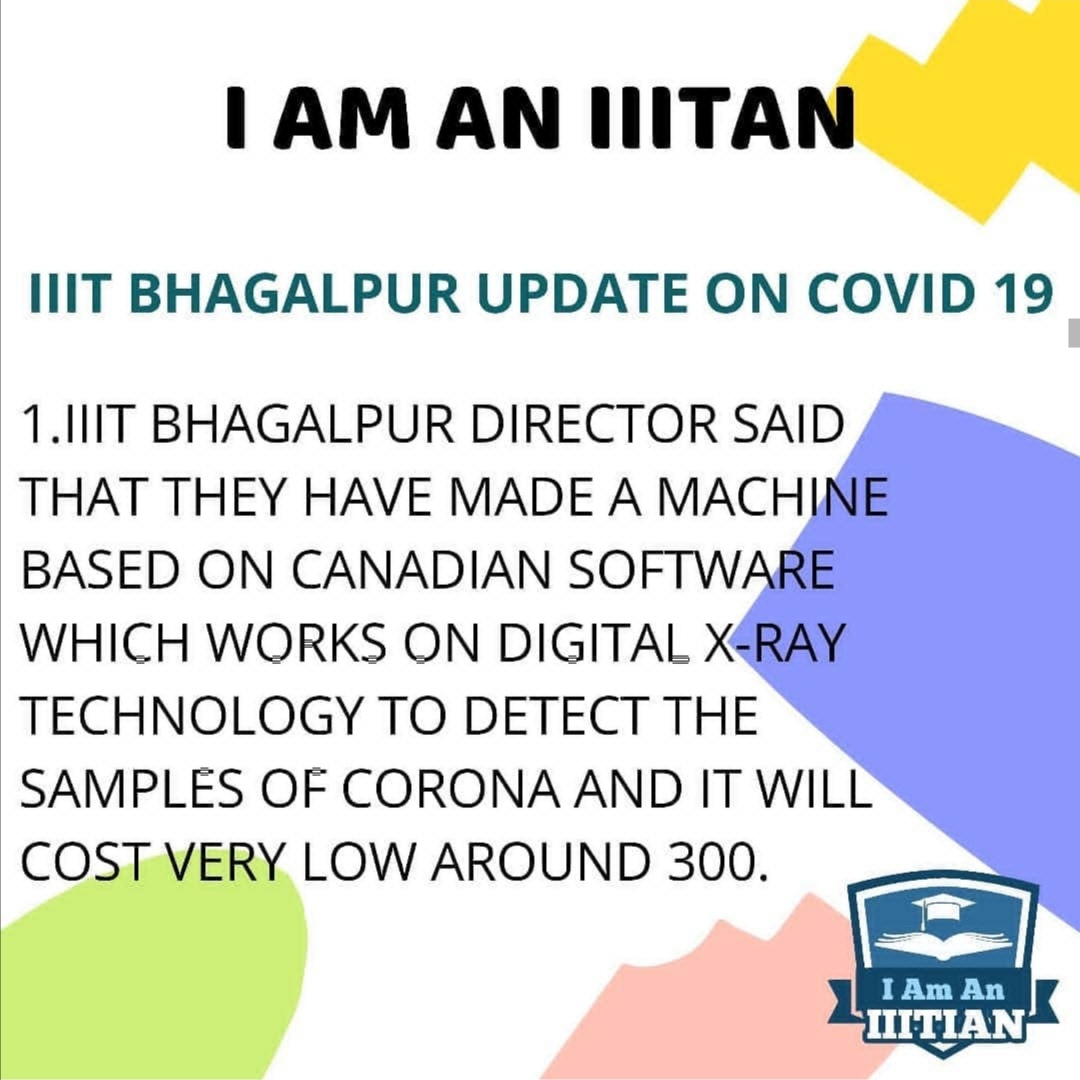 I AM AN IIITAN
IIIT BHAGALPUR UPDATE ON COVID 19
1.IIIT BHAGALPUR DIRECTOR SAID
THAT THEY HAVE MADE A MACHINE
BASED ON CANADIAN SOFTWARE
WHICH WORKS ON DIGITAL X-RAY
TECHNOLOGY TO DETECT THE
SAMPLES OF CORONA AND IT WILL
COST VERY LOW AROUND 300.
I Am An
IIITIAN